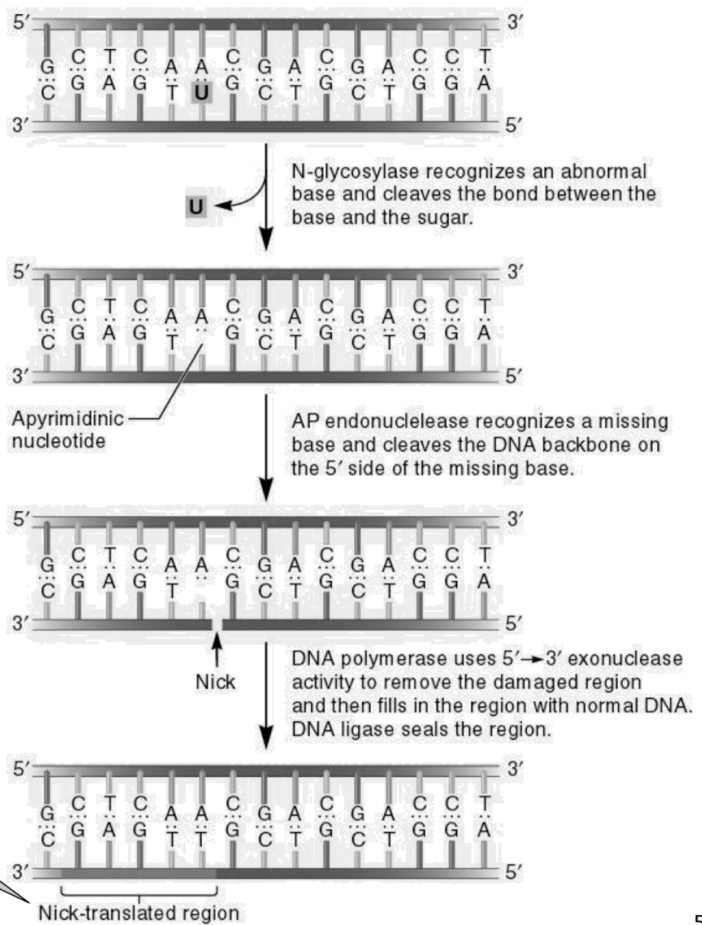 5′ 3′
G C T C A A C G A C G A C C T
C G A G T U G C T G C T G G A
3′ 5′
N-glycosylase recognizes an abnormal
base and cleaves the bond between the
base and the sugar.
U
5′ 3′
G C T C A A C G A C G A C C T
C G A G T G C T G C T G G A
3′ 5′
Apyrimidinic
nucleotide
AP endonuclelease recognizes a missing
base and cleaves the DNA backbone on
the 5′ side of the missing base.
5′ 3′
G C T C A A C G A C G A C C T
C G A G T G C T G C T G G A
3′ 5′
Nick
DNA polymerase uses 5′→3′ exonuclease
activity to remove the damaged region
and then fills in the region with normal DNA.
DNA ligase seals the region.
5′ 3′
G C T C A A C G A C G A C C T
C G A G T T G C T G C T G G A
3′ 5′
Nick-translated region
5